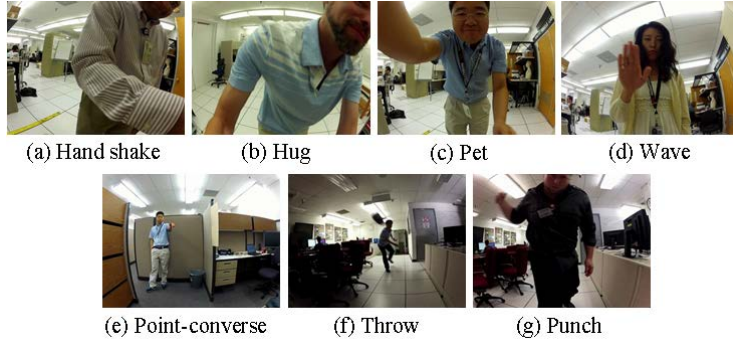 (a) Hand shake
(b) Hug
(c) Pet
(d) Wave
(e) Point-converse
(f) Throw
(g) Punch